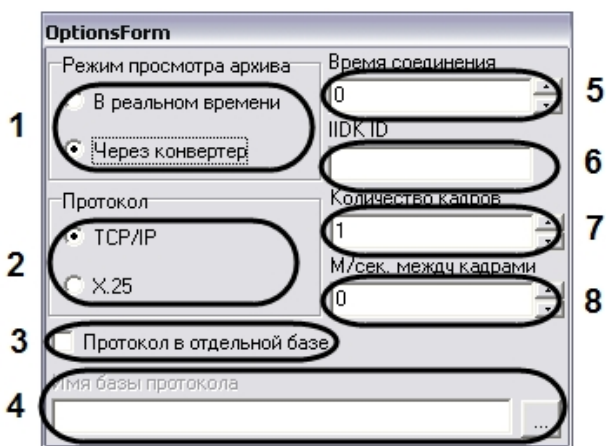 OptionsForm
Режим просмотра архива
В реальном времени
Через конвертер
1
Протокол
TCP/IP
X.25
2
3
Протокол в отдельной базе
Имя базы протокола
4
...
Время соединения
0
5
IIDK ID
6
Количество кадров
1
7
М/сек. между кадрами
0
8